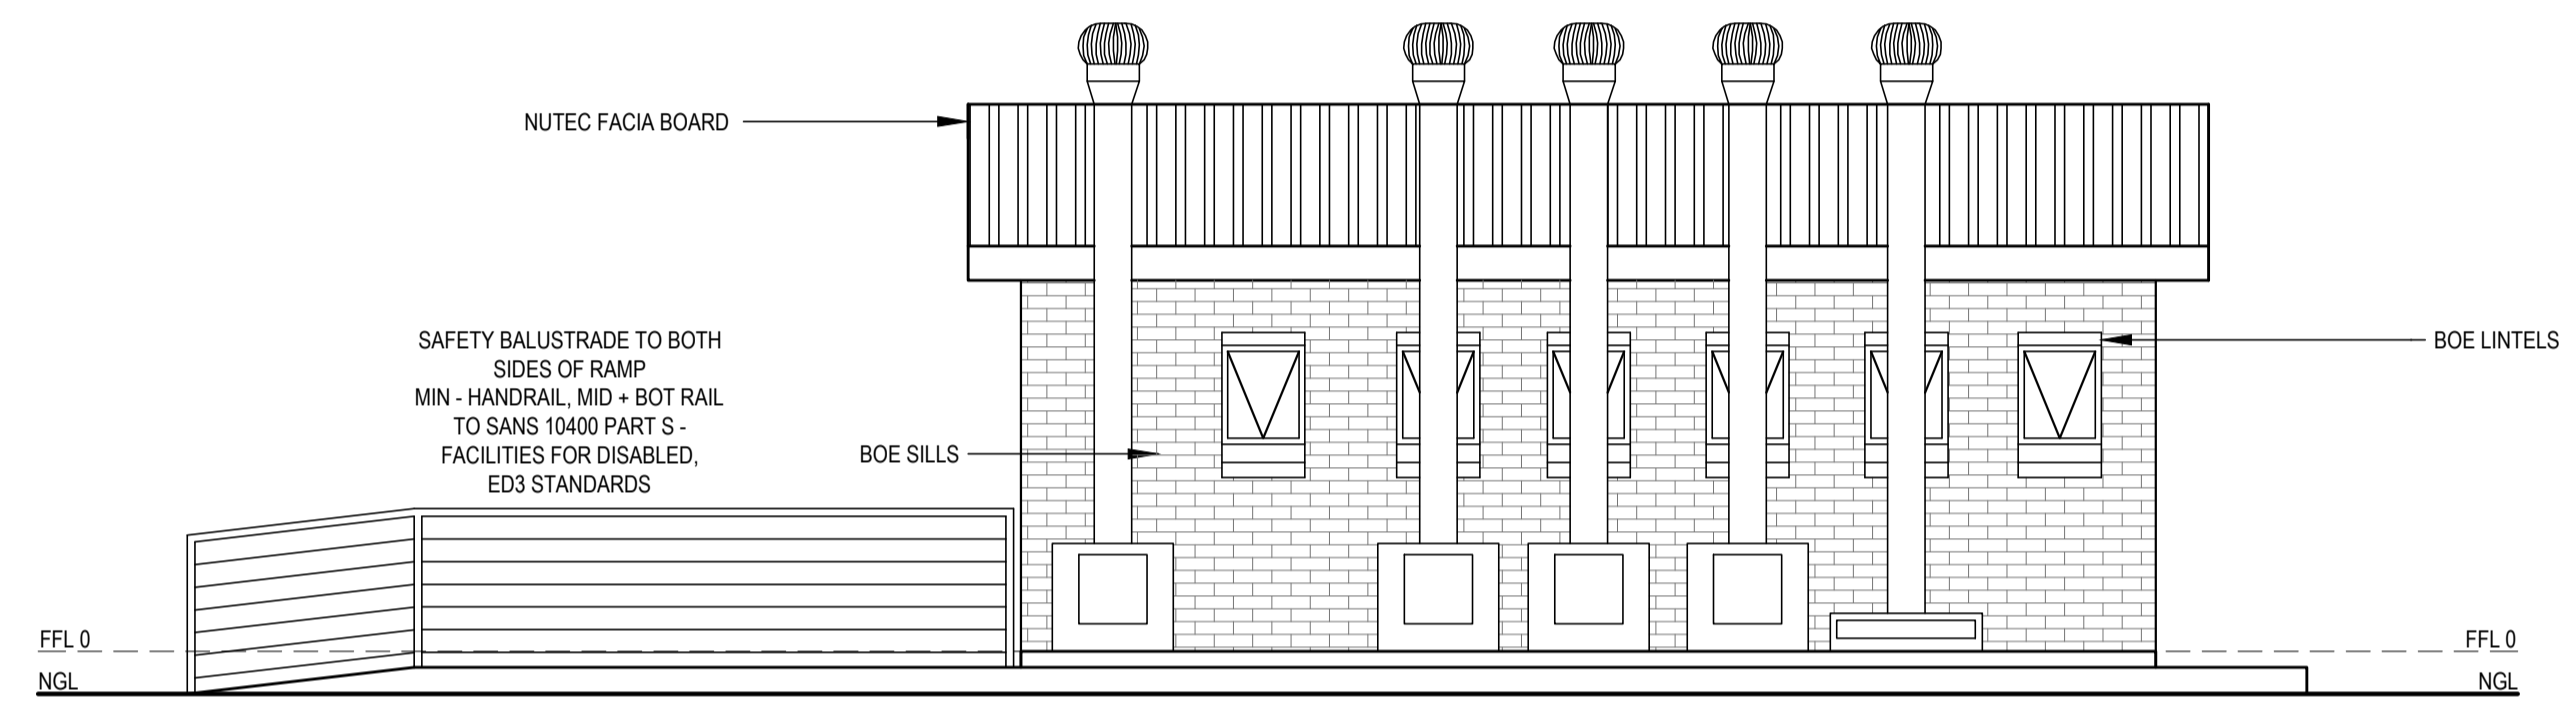 NUTEC FACIA BOARD
SAFETY BALUSTRADE TO BOTH
SIDES OF RAMP
MIN - HANDRAIL, MID + BOT RAIL
TO SANS 10400 PART S -
FACILITIES FOR DISABLED,
ED3 STANDARDS
BOE LINTELS
BOE SILLS
FFL 0
FFL 0
NGL
NGL